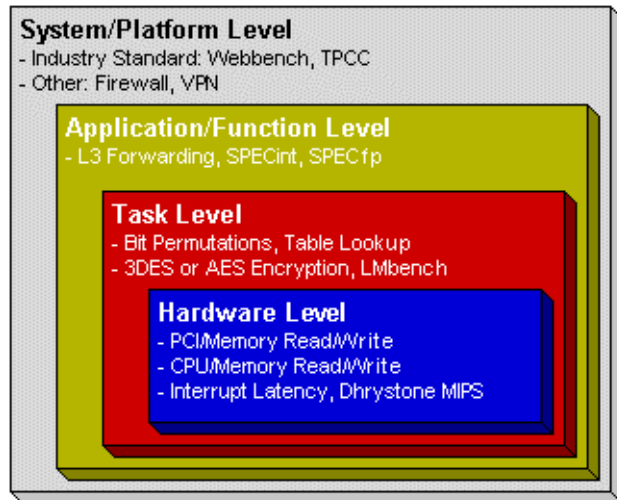 System/Platform Level
- Industry Standard: Webbench, TPCC
- Other: Firewall, VPN
Application/Function Level
- L3 Forwarding, SPECint, SPECfp
Task Level
- Bit Permutations, Table Lookup
- 3DES or AES Encryption, LMbench
Hardware Level
- PCI/Memory Read/Write
- CPU/Memory Read/Write
- Interrupt Latency, Dhrystone MIPS